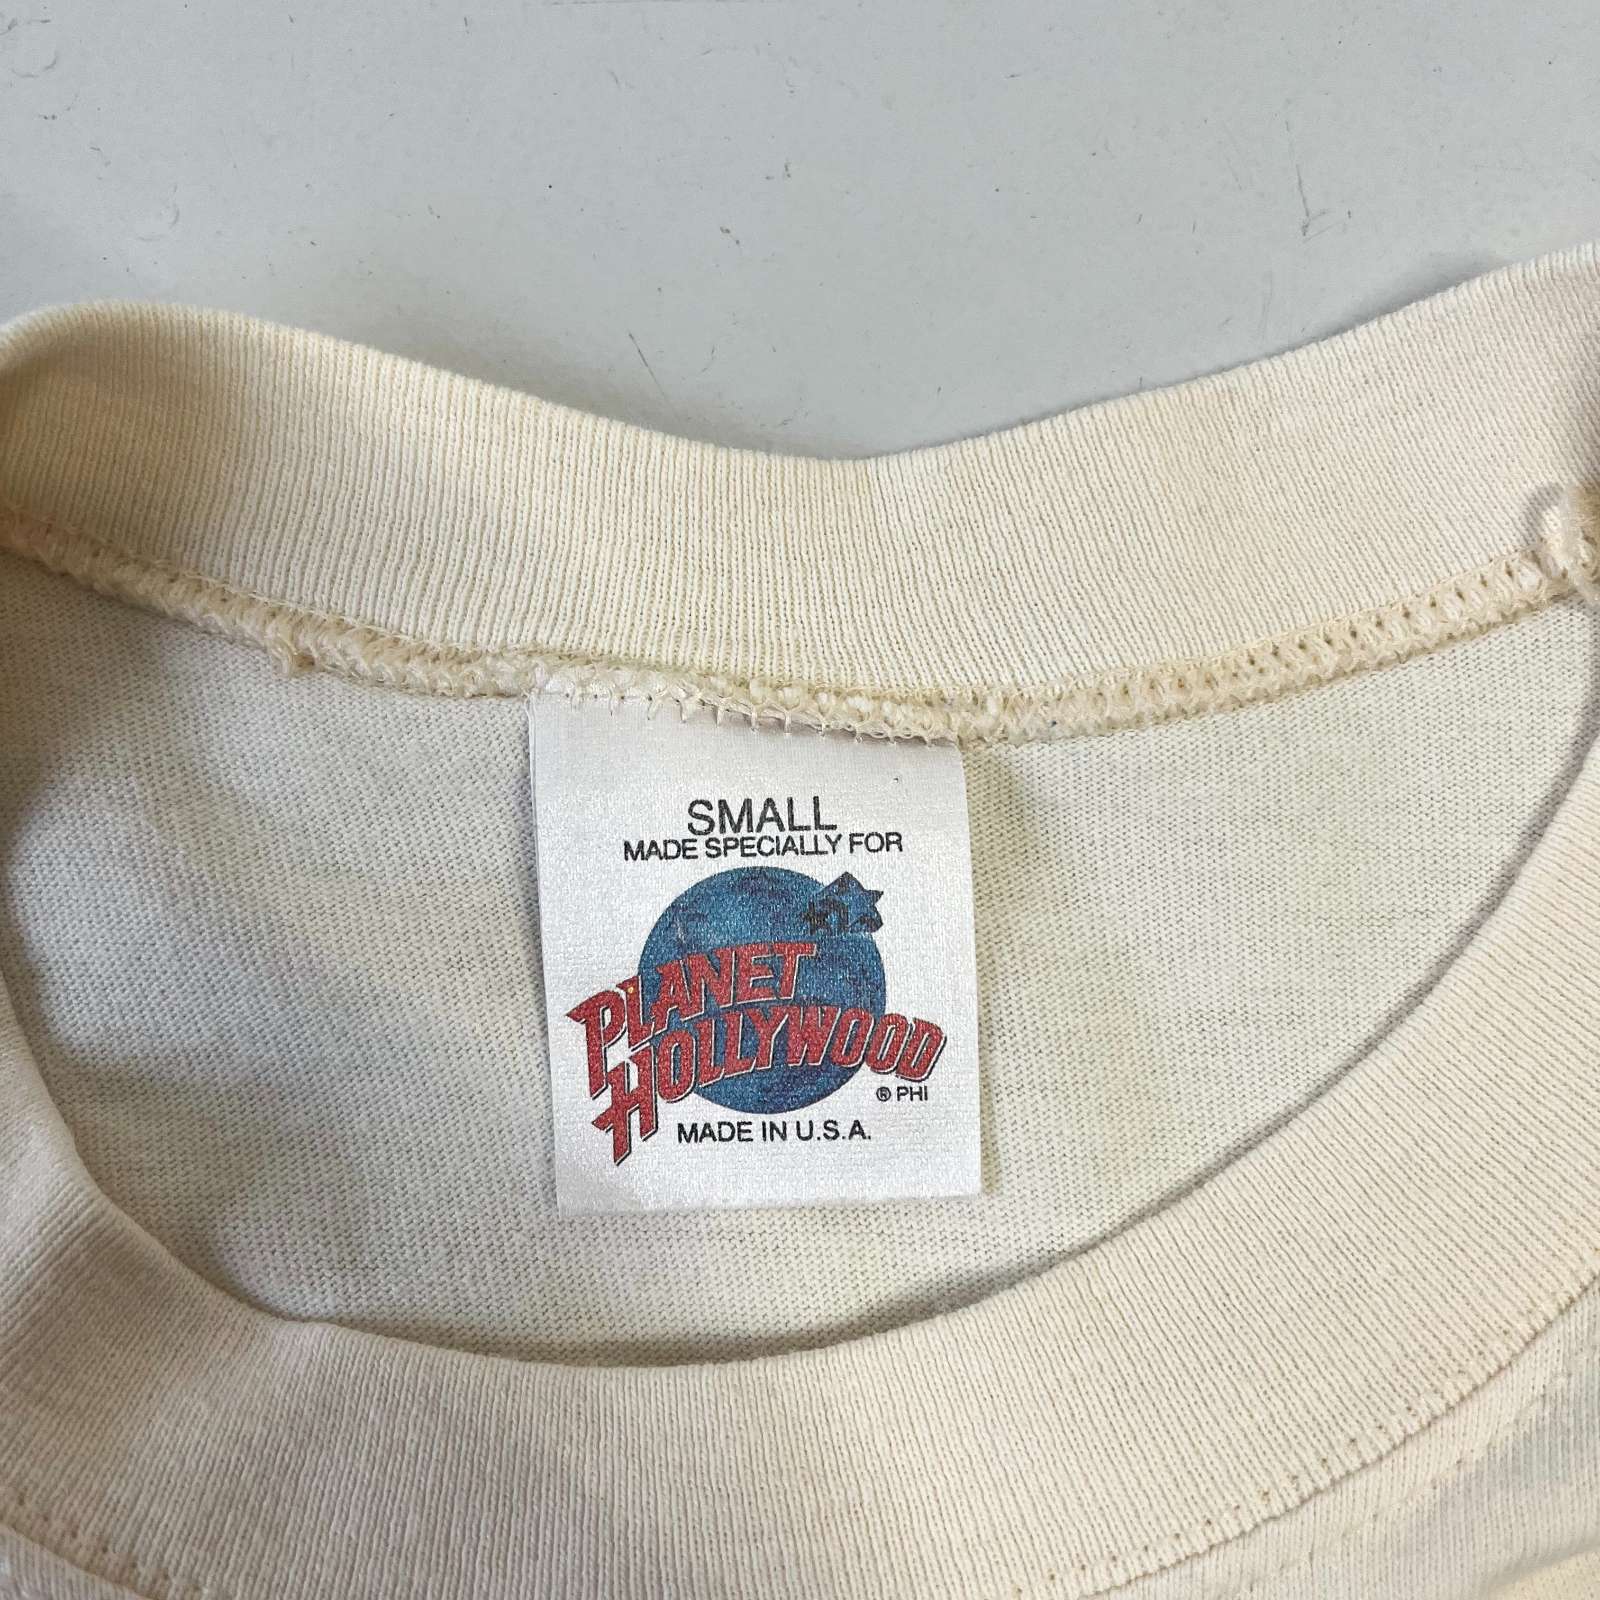 SMALL
MADE SPECIALLY FOR
PLANET
HOLLYWOOD
® PHI
MADE IN U.S.A.